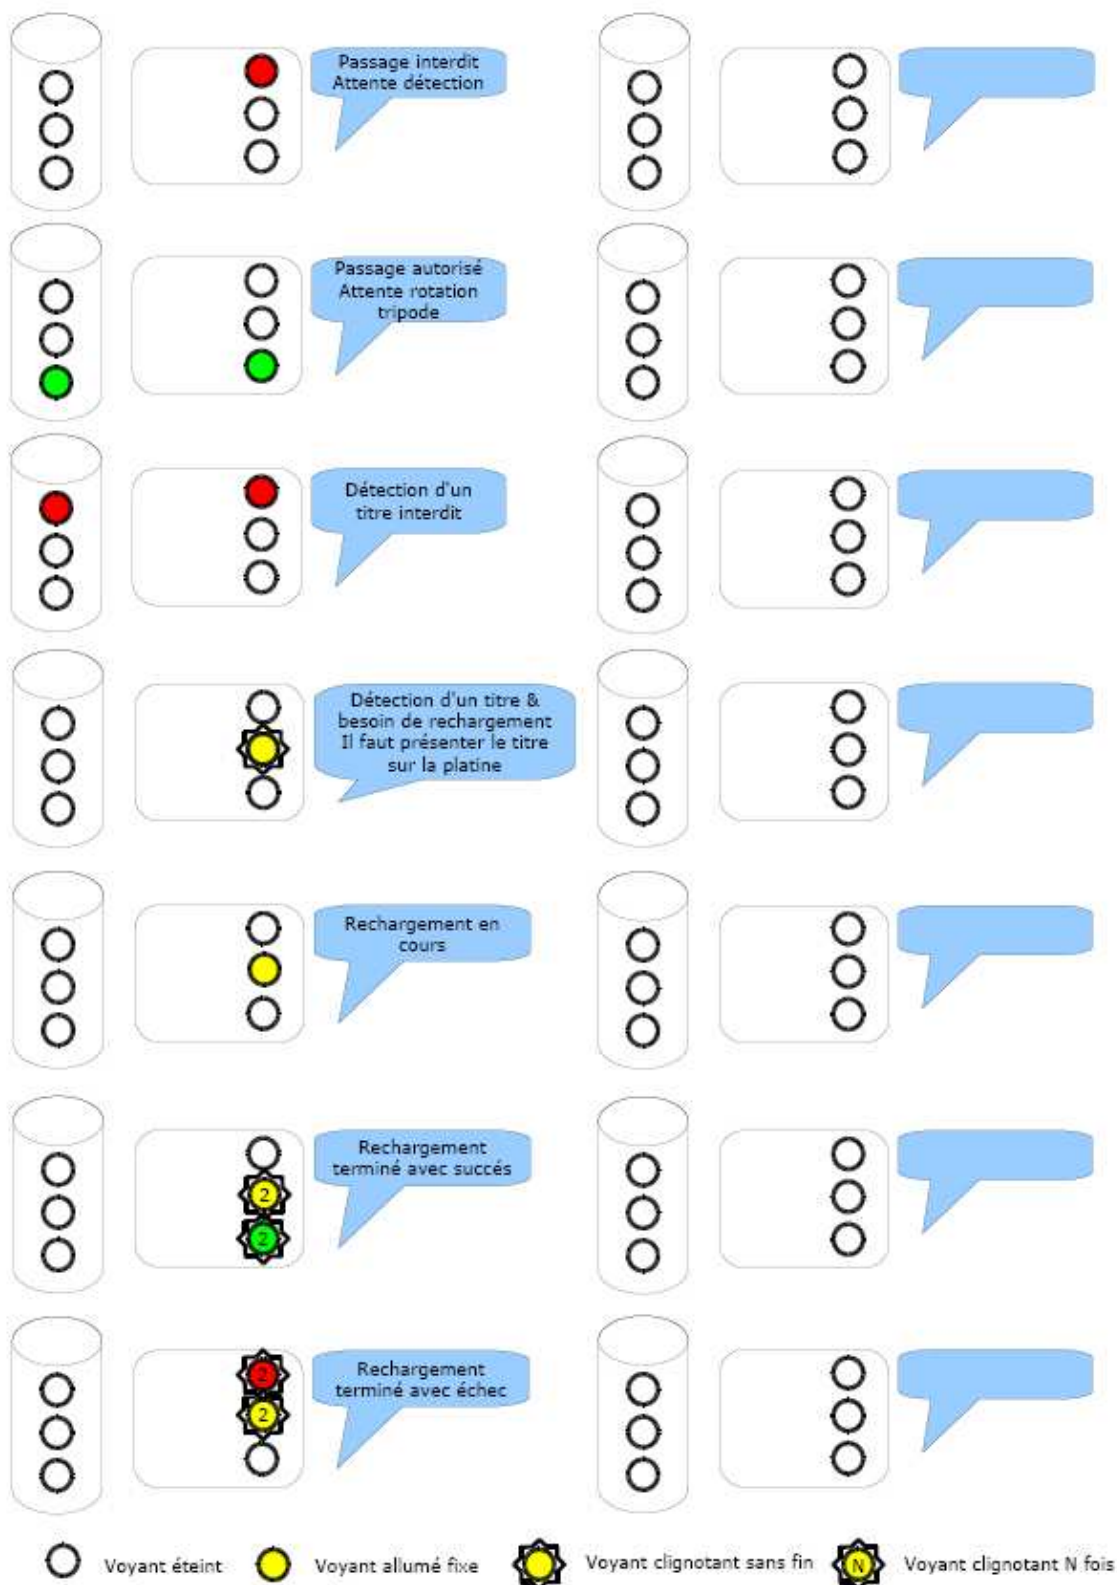 Passage interdit
Attente détection
Passage autorisé
Attente rotation
tripode
Détection d'un
titre interdit
Détection d'un titre &
besoin de rechargement
Il faut présenter le titre
sur la platine
Rechargement en
cours
Rechargement
terminé avec succés
2
2
Rechargement
terminé avec échec
2
2
Voyant éteint
Voyant allumé fixe
Voyant clignotant sans fin
N
Voyant clignotant N fois